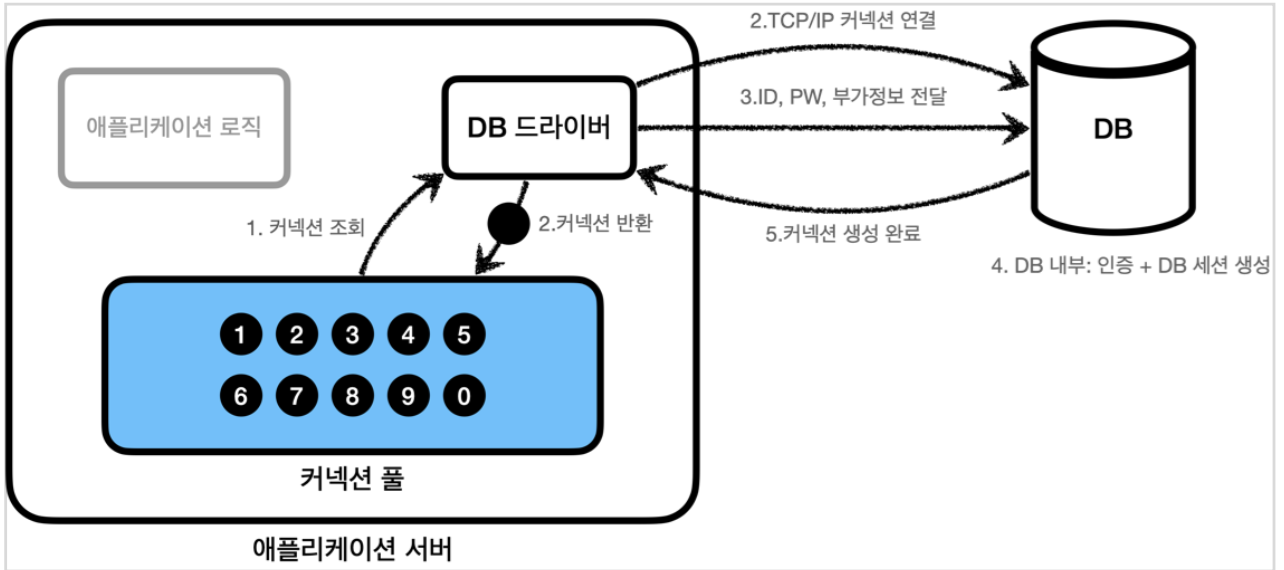 2.TCP/IP 커넥션 연결
애플리케이션 로직
DB 드라이버
3.ID, PW, 부가정보 전달
DB
1. 커넥션 조회
2.커넥션 반환
5.커넥션 생성 완료
4. DB 내부: 인증 + DB 세션 생성
1 2 3 4 5
6 7 8 9 0
커넥션 풀
애플리케이션 서버